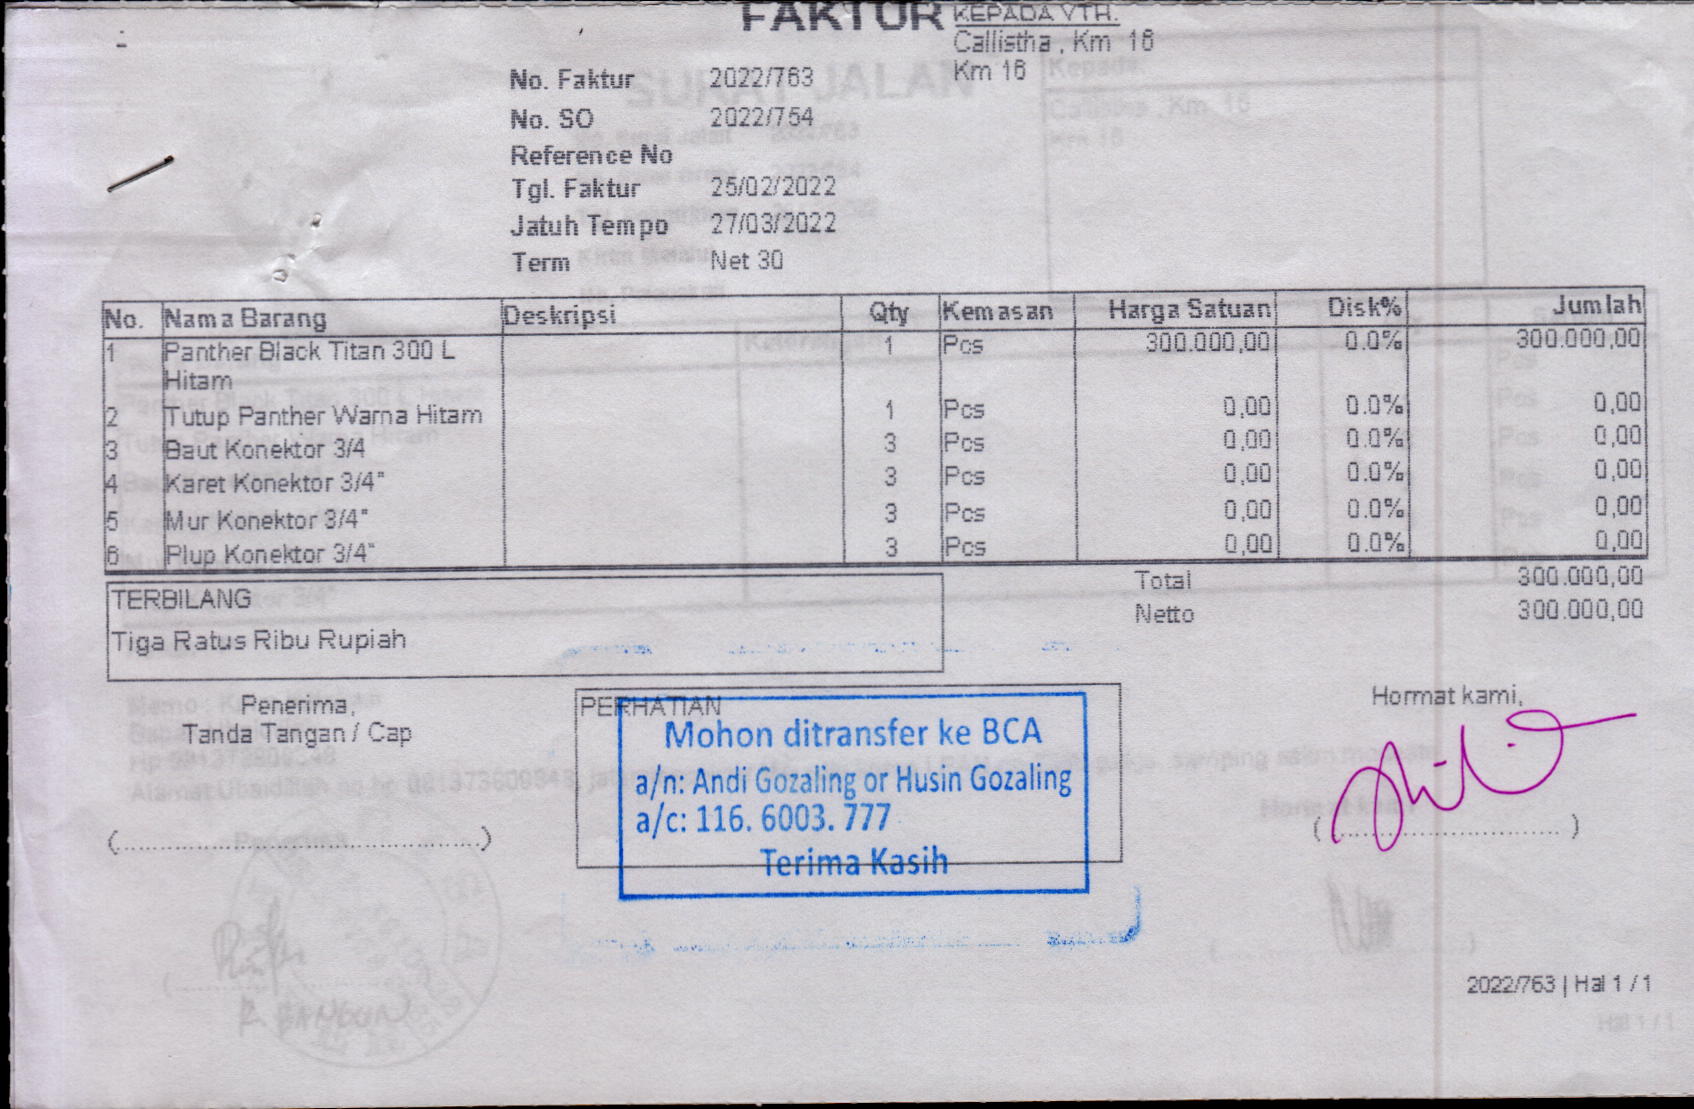 FAKTUR
KEPADA YTH.
Callistha , Km 16
Km 16
No. Faktur 2022/763
No. SO 2022/754
Reference No
Tgl. Faktur 25/02/2022
Jatuh Tempo 27/03/2022
Term Net 30
No. Nama Barang Deskripsi Qty Kemasan Harga Satuan Disk% Jumlah
1 Panther Black Titan 300 L 1 Pcs 300.000,00 0.0% 300.000,00
Hitam
2 Tutup Panther Warna Hitam 1 Pcs 0,00 0.0% 0,00
3 Baut Konektor 3/4 3 Pcs 0,00 0.0% 0,00
4 Karet Konektor 3/4" 3 Pcs 0,00 0.0% 0,00
5 Mur Konektor 3/4" 3 Pcs 0,00 0.0% 0,00
6 Plup Konektor 3/4" 3 Pcs 0,00 0.0% 0,00
Total 300.000,00
Netto 300.000,00
TERBILANG
Tiga Ratus Ribu Rupiah
Penerima,
Tanda Tangan / Cap
(..........................................)
PERHATIAN
Mohon ditransfer ke BCA
a/n: Andi Gozaling or Husin Gozaling
a/c: 116. 6003. 777
Terima Kasih
Hormat kami,
(..............................)
2022/763 | Hal 1 / 1